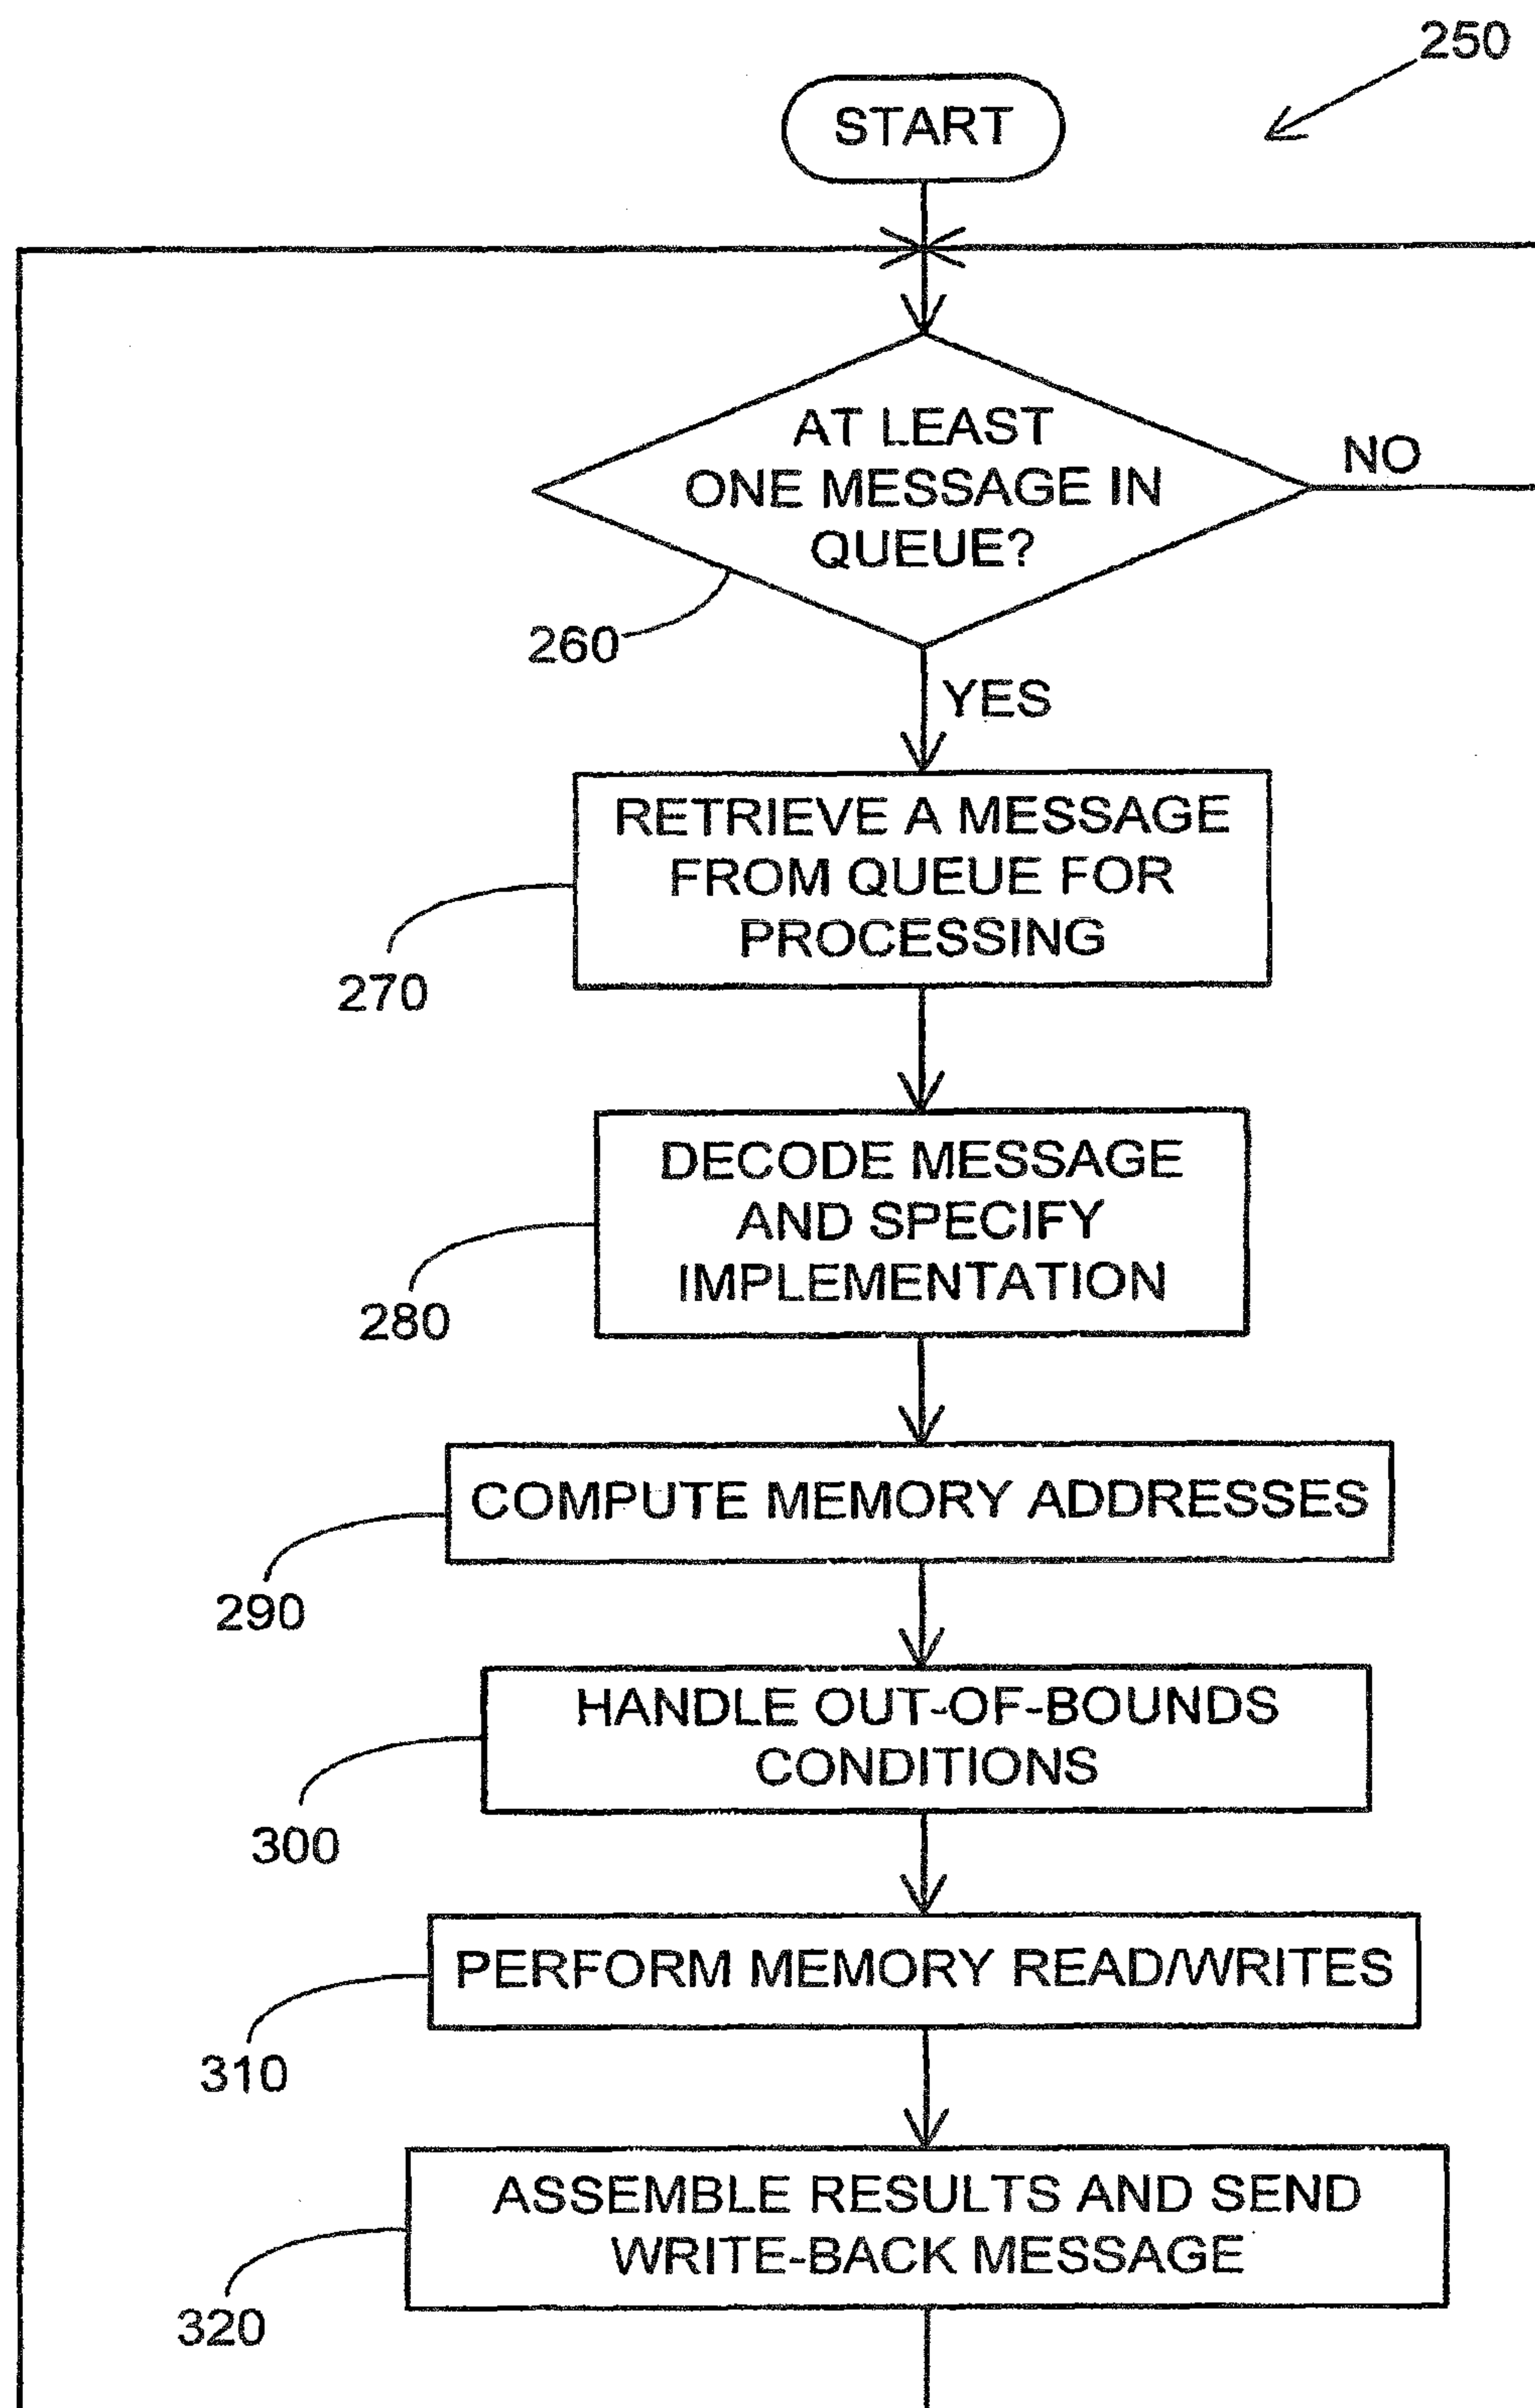 250
START
AT LEAST
ONE MESSAGE IN
QUEUE?
NO
260
YES
RETRIEVE A MESSAGE
FROM QUEUE FOR
PROCESSING
270
DECODE MESSAGE
AND SPECIFY
IMPLEMENTATION
280
COMPUTE MEMORY ADDRESSES
290
HANDLE OUT-OF-BOUNDS
CONDITIONS
300
PERFORM MEMORY READ/WRITES
310
ASSEMBLE RESULTS AND SEND
WRITE-BACK MESSAGE
320